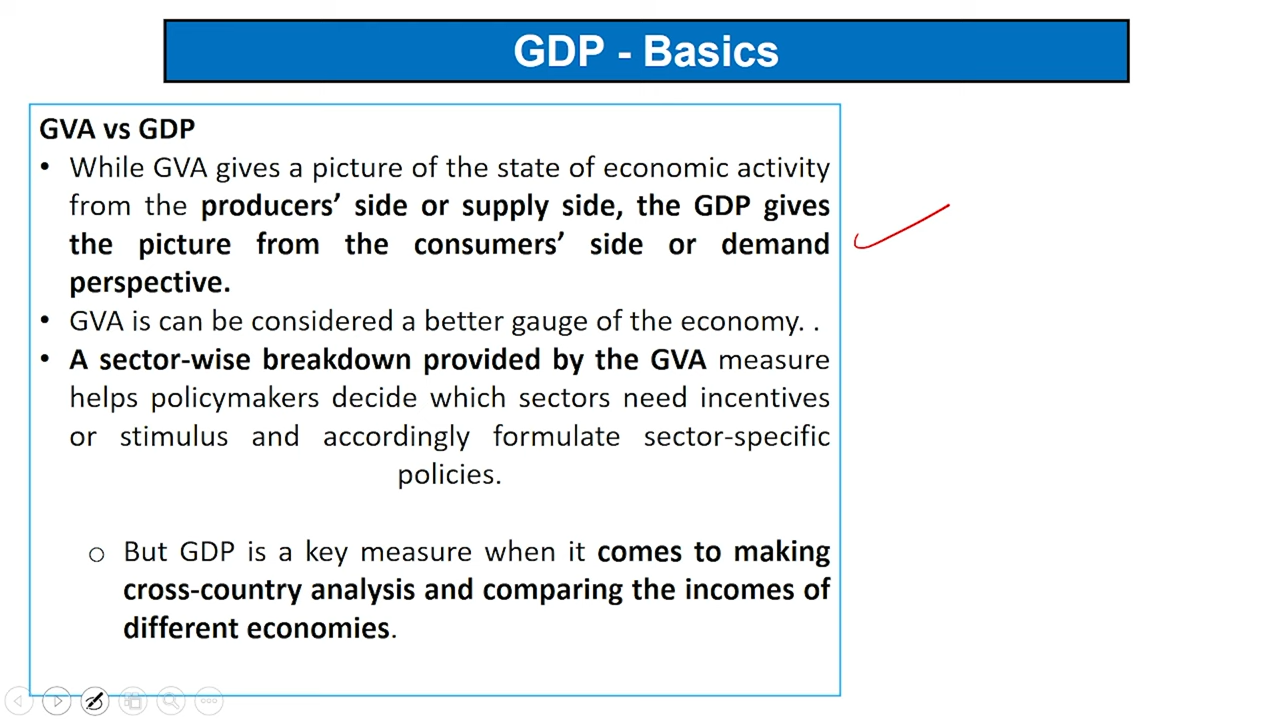 GDP - Basics
GVA vs GDP
• While GVA gives a picture of the state of economic activity
from the producers’ side or supply side, the GDP gives
the picture from the consumers’ side or demand
perspective.
• GVA is can be considered a better gauge of the economy. .
• A sector-wise breakdown provided by the GVA measure
helps policymakers decide which sectors need incentives
or stimulus and accordingly formulate sector-specific
policies.
o But GDP is a key measure when it comes to making
cross-country analysis and comparing the incomes of
different economies.